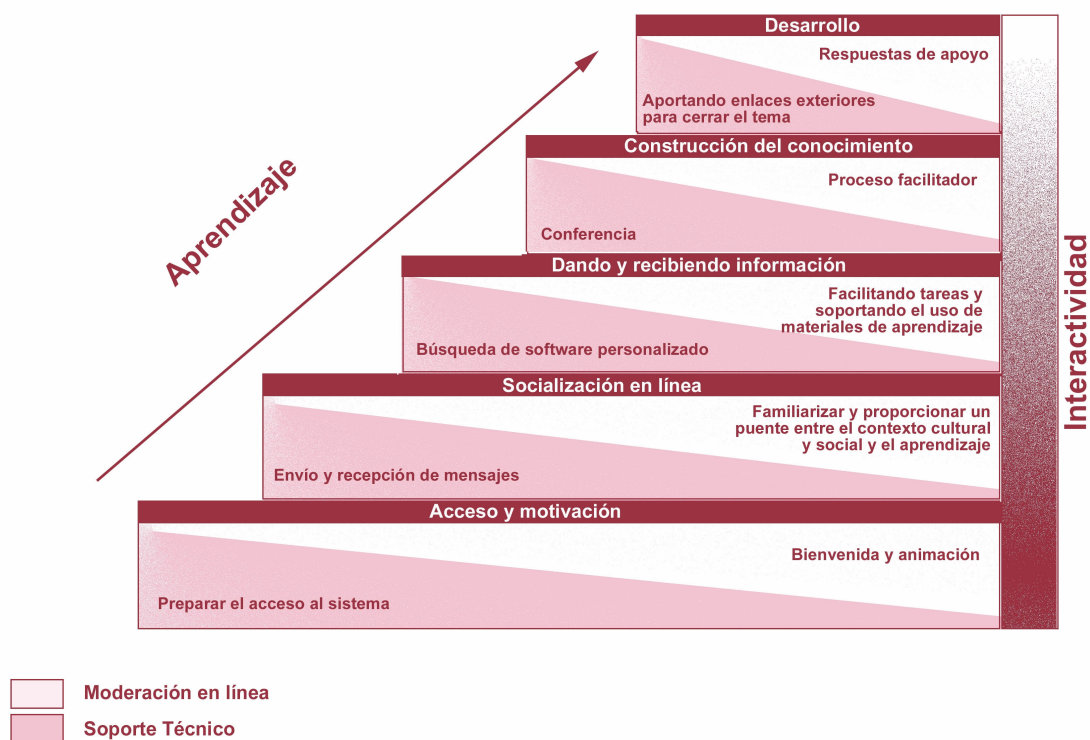 Desarrollo
Respuestas de apoyo
Aportando enlaces exteriores
para cerrar el tema
Construcción del conocimiento
Proceso facilitador
Conferencia
Dando y recibiendo información
Facilitando tareas y
soportando el uso de
materiales de aprendizaje
Búsqueda de software personalizado
Socialización en línea
Familiarizar y proporcionar un
puente entre el contexto cultural
y social y el aprendizaje
Envío y recepción de mensajes
Acceso y motivación
Bienvenida y animación
Preparar el acceso al sistema
Aprendizaje
Interactividad
Moderación en línea
Soporte Técnico